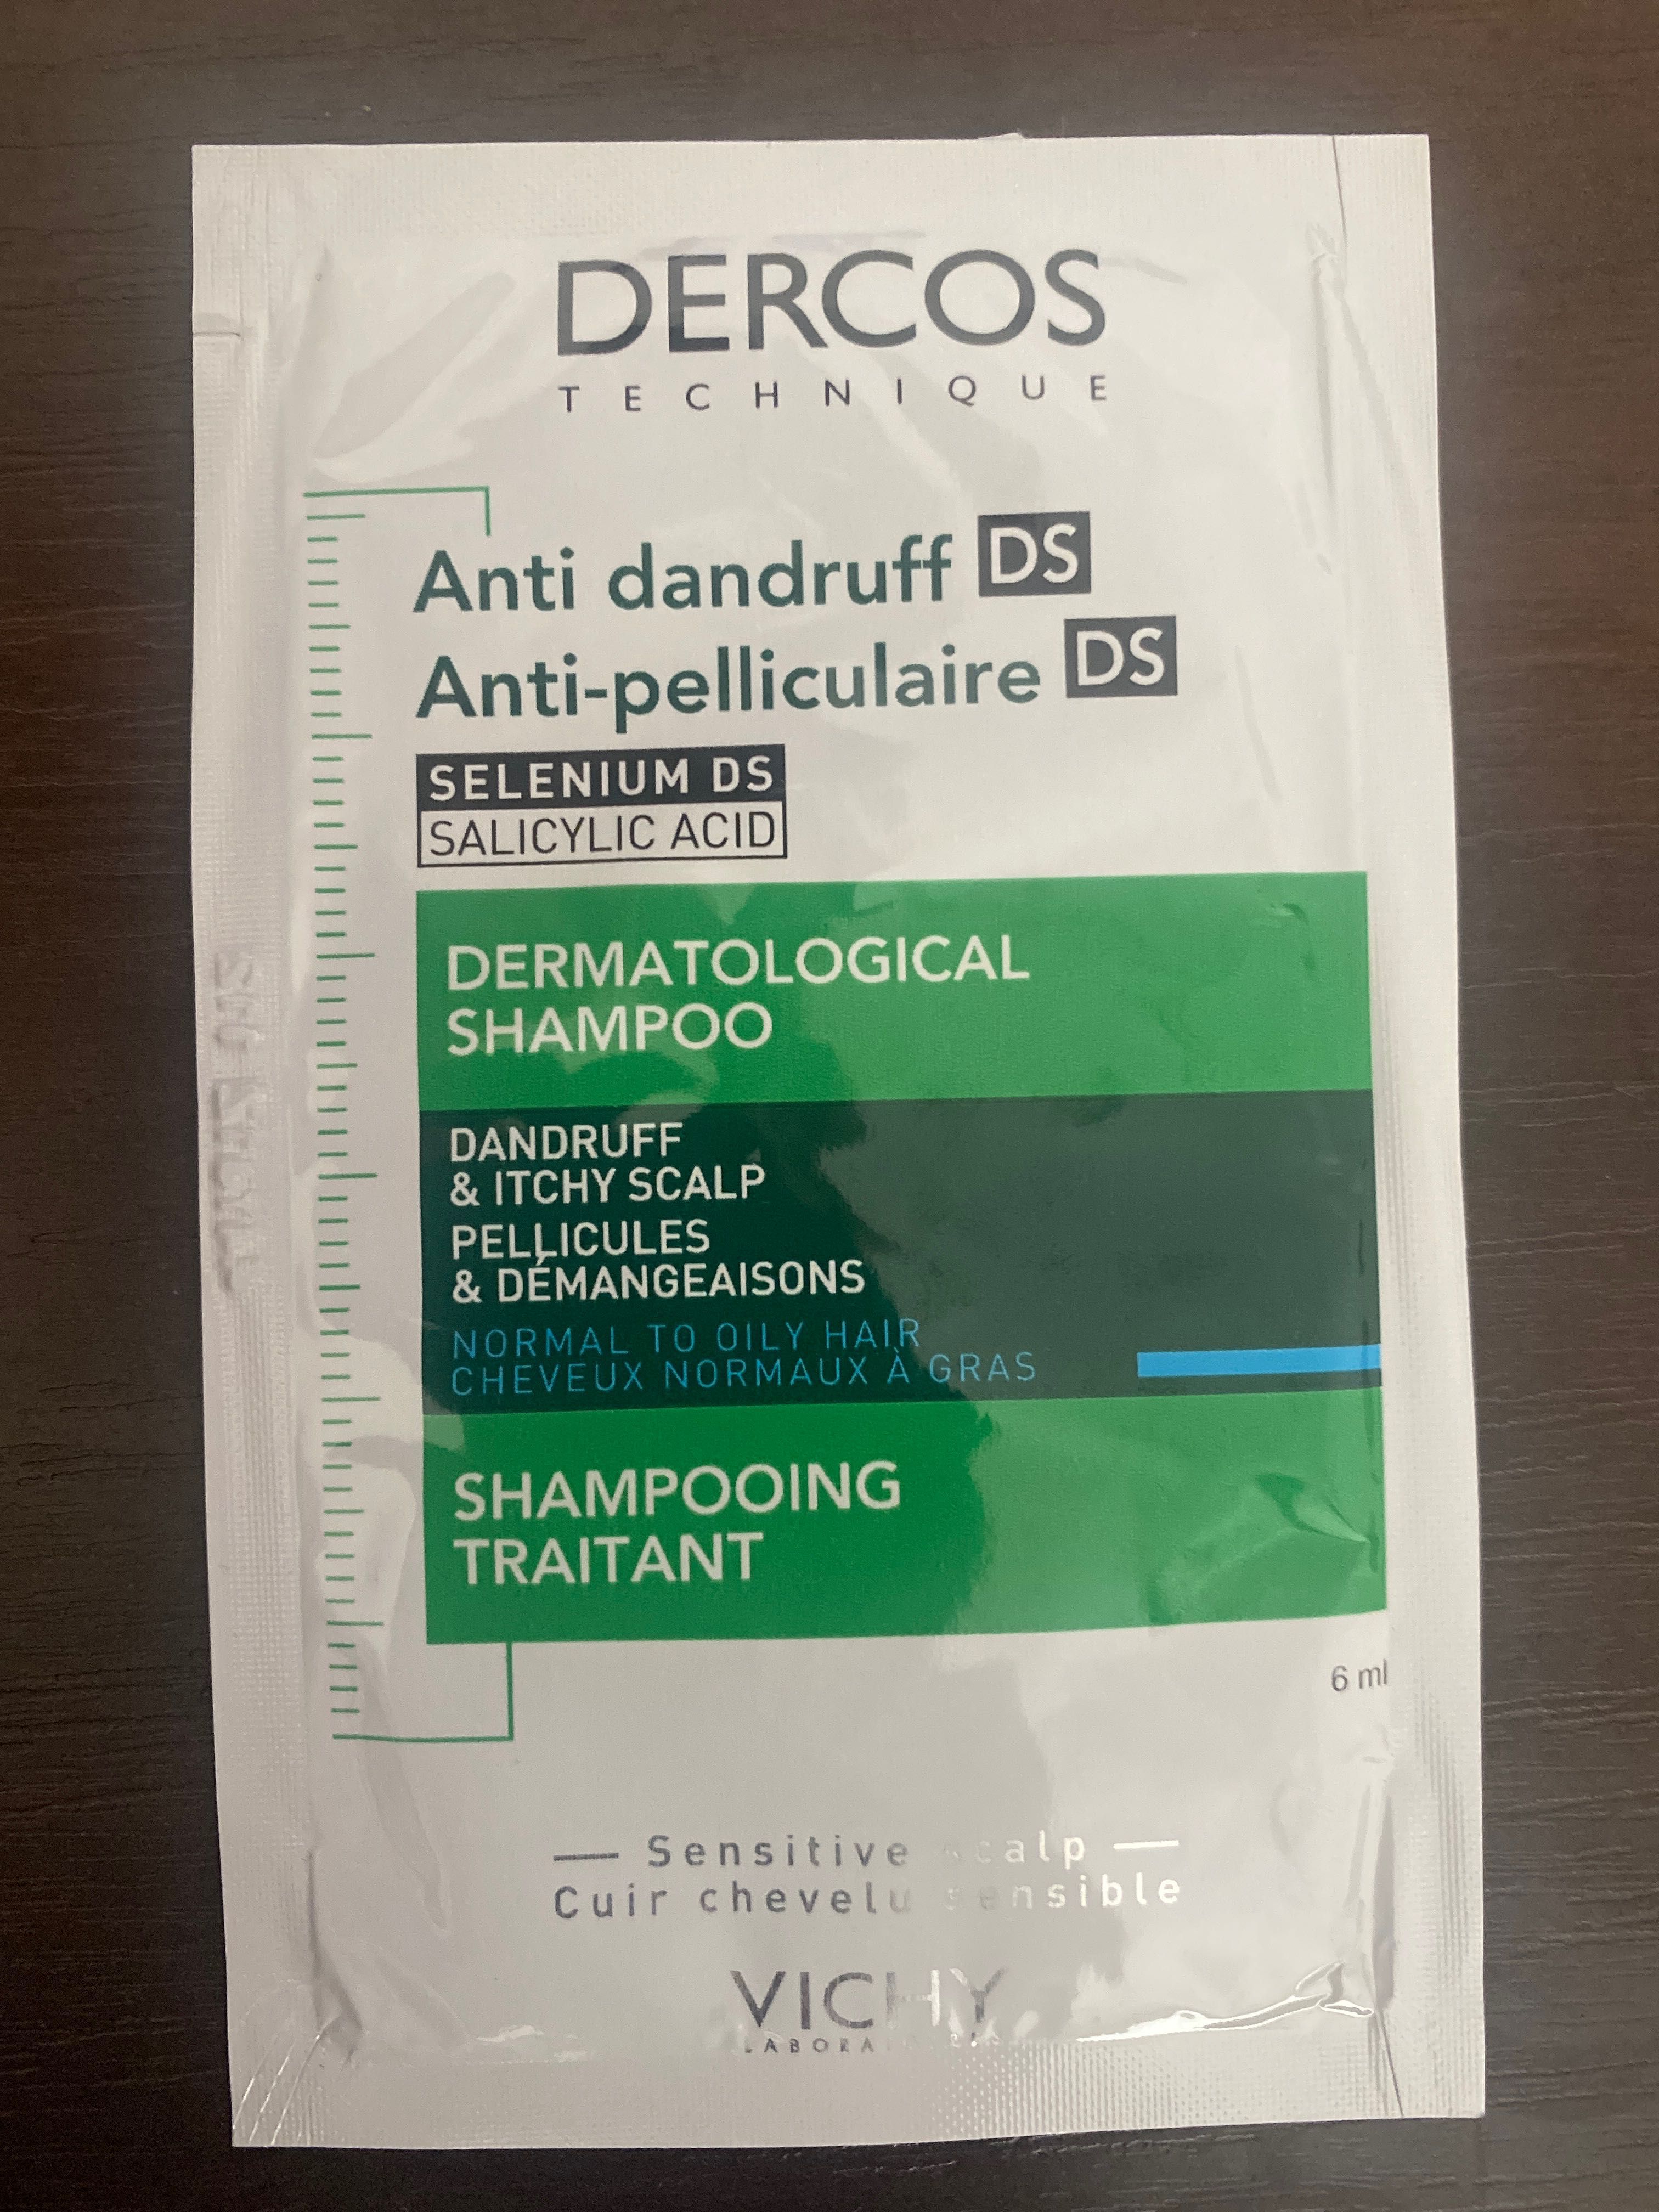 DERCOS
TECHNIQUE
Anti dandruff DS
Anti-pelliculaire DS
SELENIUM DS
SALICYLIC ACID
DERMATOLOGICAL
SHAMPOO
DANDRUFF
& ITCHY SCALP
PELLICULES
& DÉMANGEAISONS
NORMAL TO OILY HAIR
CHEVEUX NORMAUX À GRAS
SHAMPOOING
TRAITANT
6 ml
Sensitive scalp
Cuir chevelu sensible
VICHY